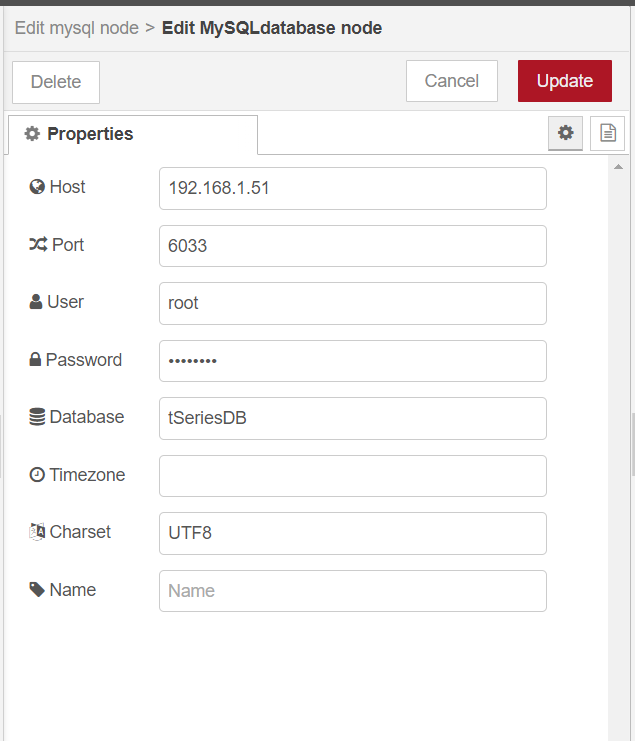 Edit mysql node > Edit MySQLdatabase node
Delete Cancel Update
Properties
Host 192.168.1.51
Port 6033
User root
Password ••••••••
Database tSeriesDB
Timezone
Charset UTF8
Name Name